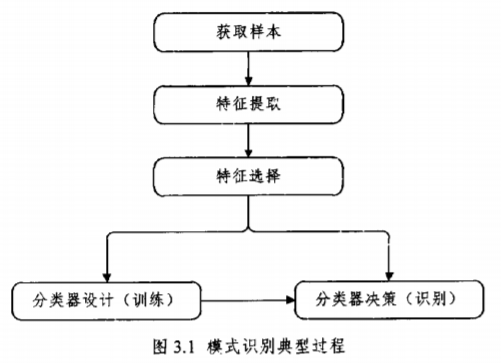 获取样本
特征提取
特征选择
分类器设计（训练）
分类器决策（识别）
图 3.1 模式识别典型过程